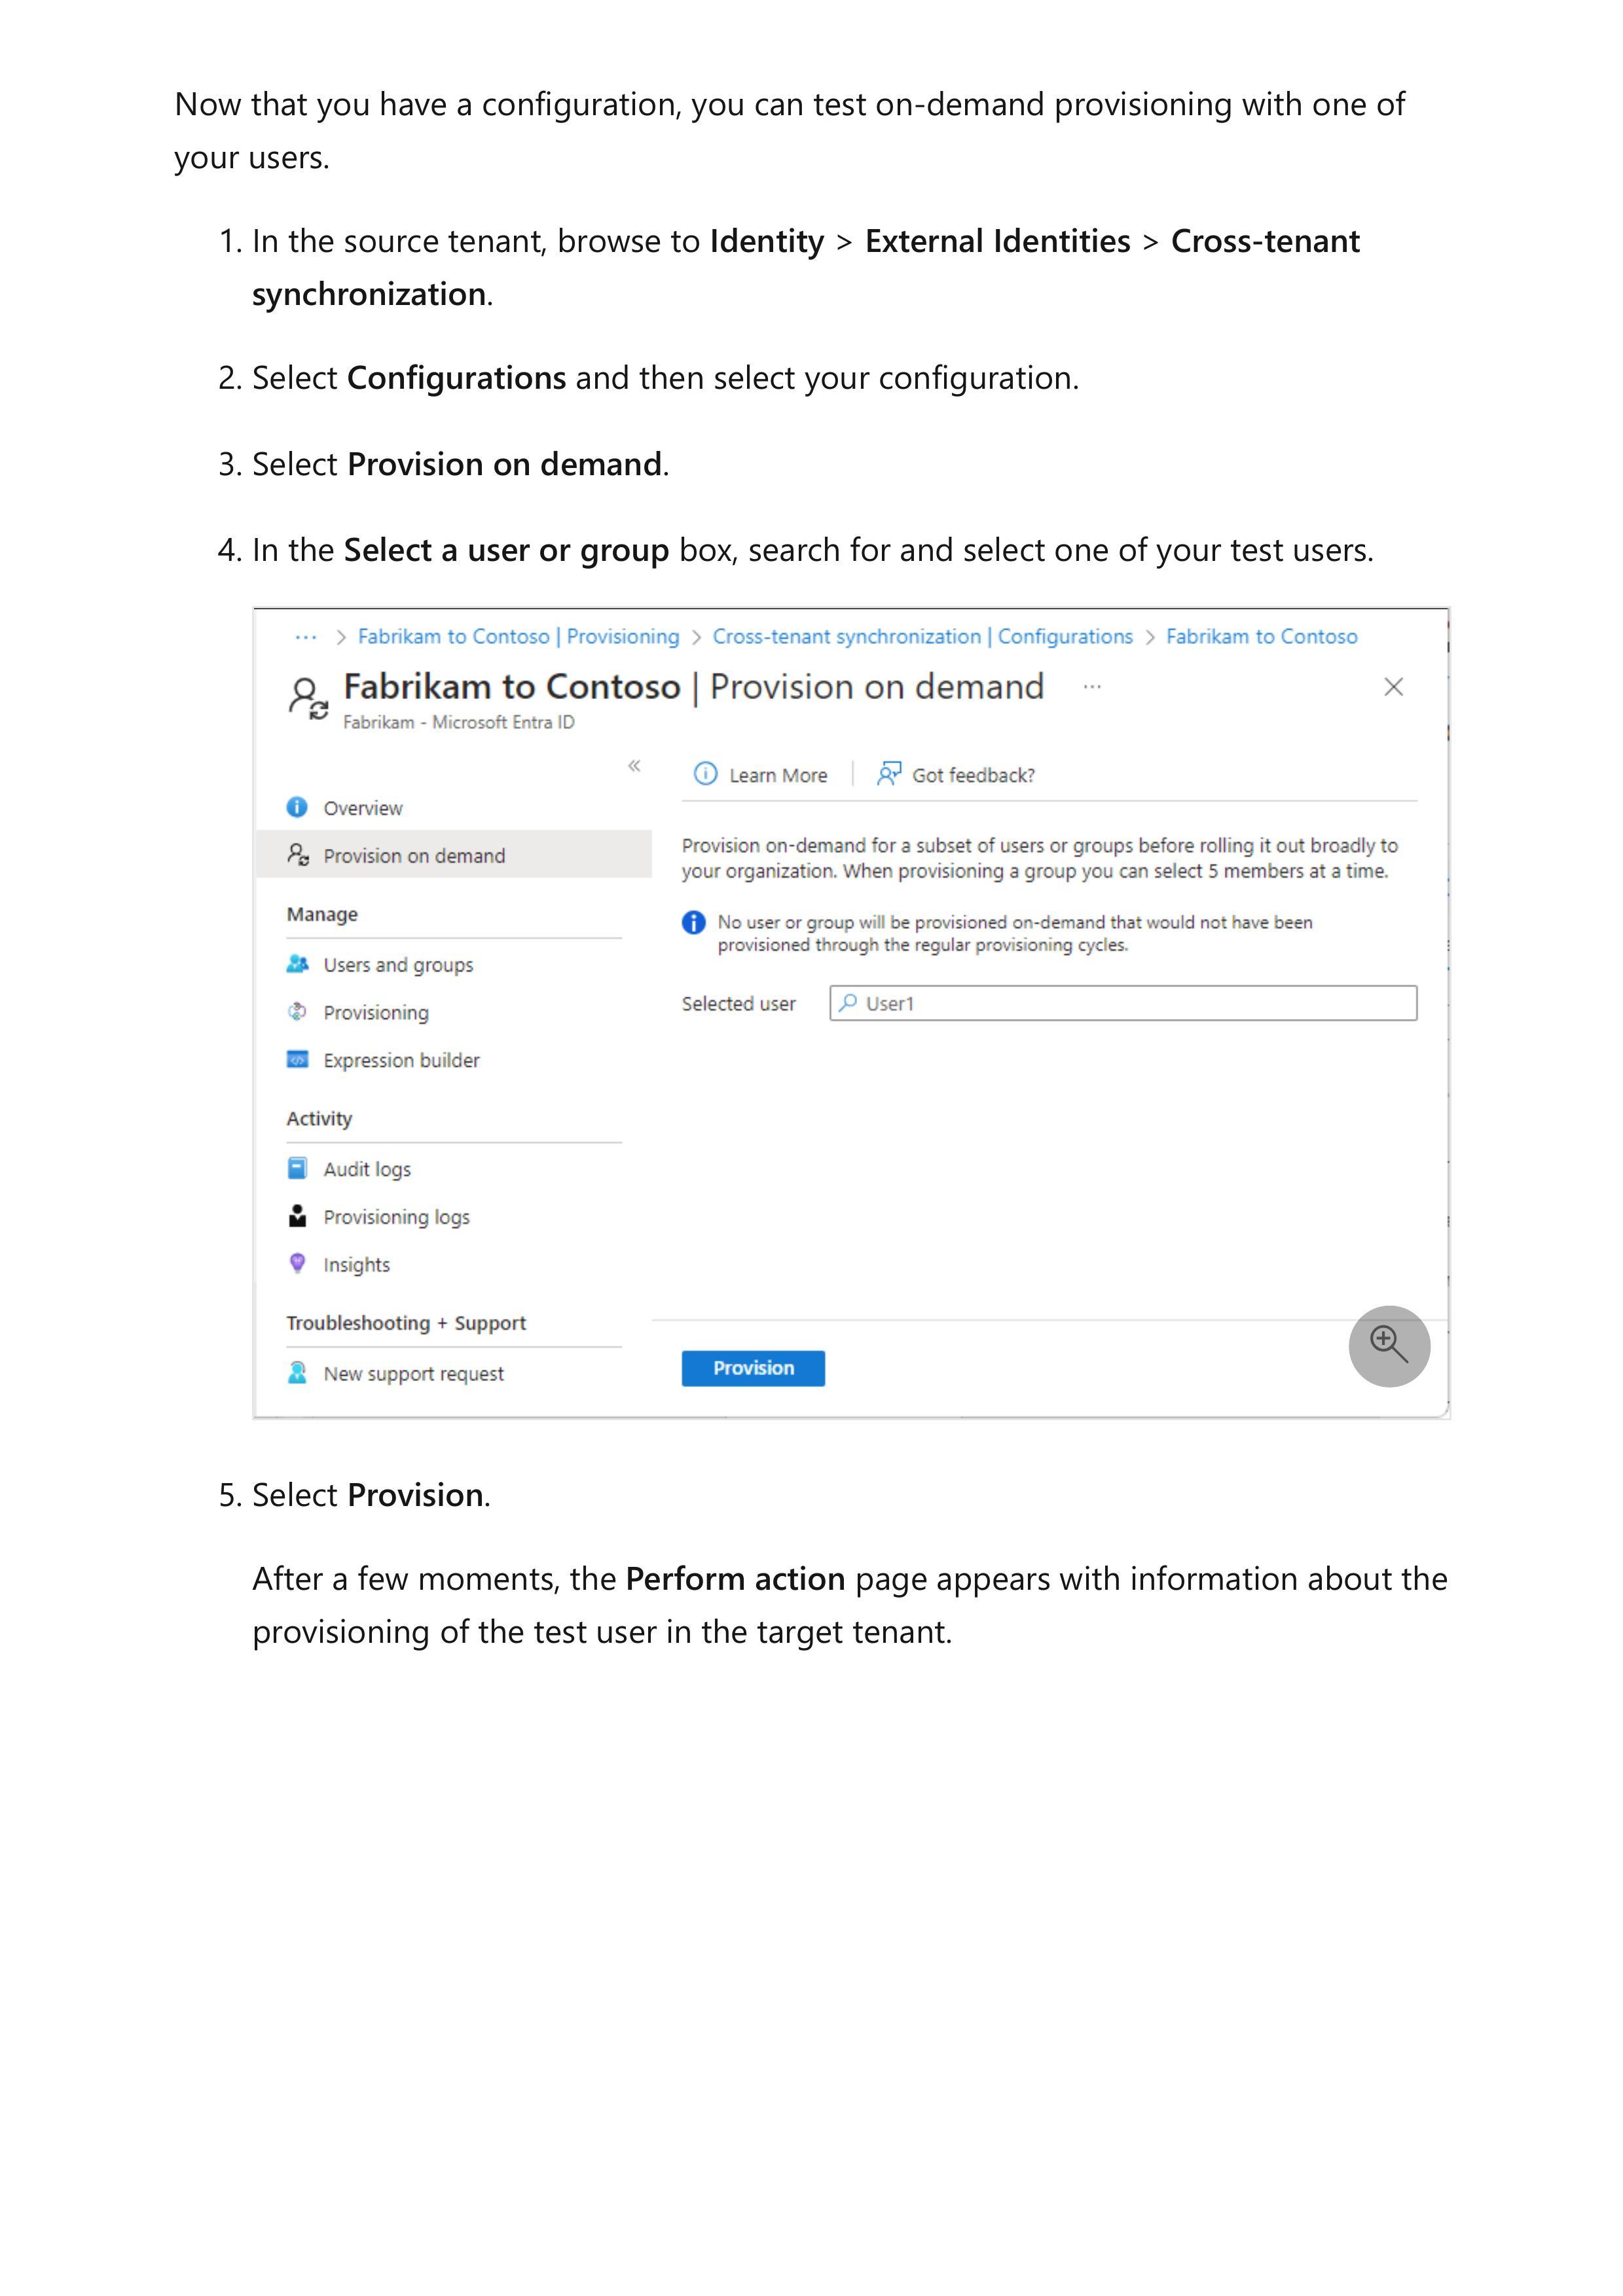 Now that you have a configuration, you can test on-demand provisioning with one of
your users.
1. In the source tenant, browse to Identity > External Identities > Cross-tenant
synchronization.
2. Select Configurations and then select your configuration.
3. Select Provision on demand.
4. In the Select a user or group box, search for and select one of your test users.
··· > Fabrikam to Contoso | Provisioning > Cross-tenant synchronization | Configurations > Fabrikam to Contoso
Fabrikam to Contoso | Provision on demand ···
Fabrikam - Microsoft Entra ID
Overview
Provision on demand
Manage
Users and groups
Provisioning
Expression builder
Activity
Audit logs
Provisioning logs
Insights
Troubleshooting + Support
New support request
Learn More | Got feedback?
Provision on-demand for a subset of users or groups before rolling it out broadly to
your organization. When provisioning a group you can select 5 members at a time.
No user or group will be provisioned on-demand that would not have been
provisioned through the regular provisioning cycles.
Selected user User1
Provision
5. Select Provision.
After a few moments, the Perform action page appears with information about the
provisioning of the test user in the target tenant.